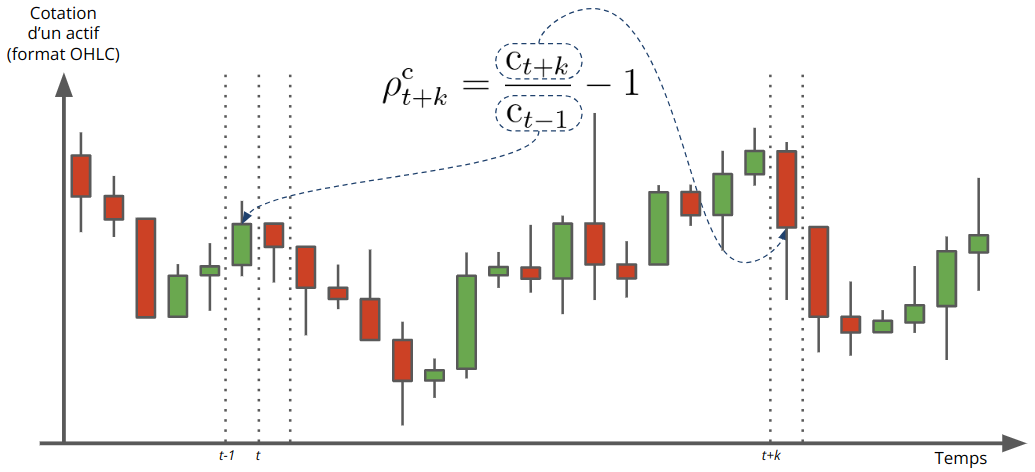 Cotation
d’un actif
(format OHLC)
ρ^c_{t+k} = c_{t+k} / c_{t−1} − 1
t-1 t t+k
Temps